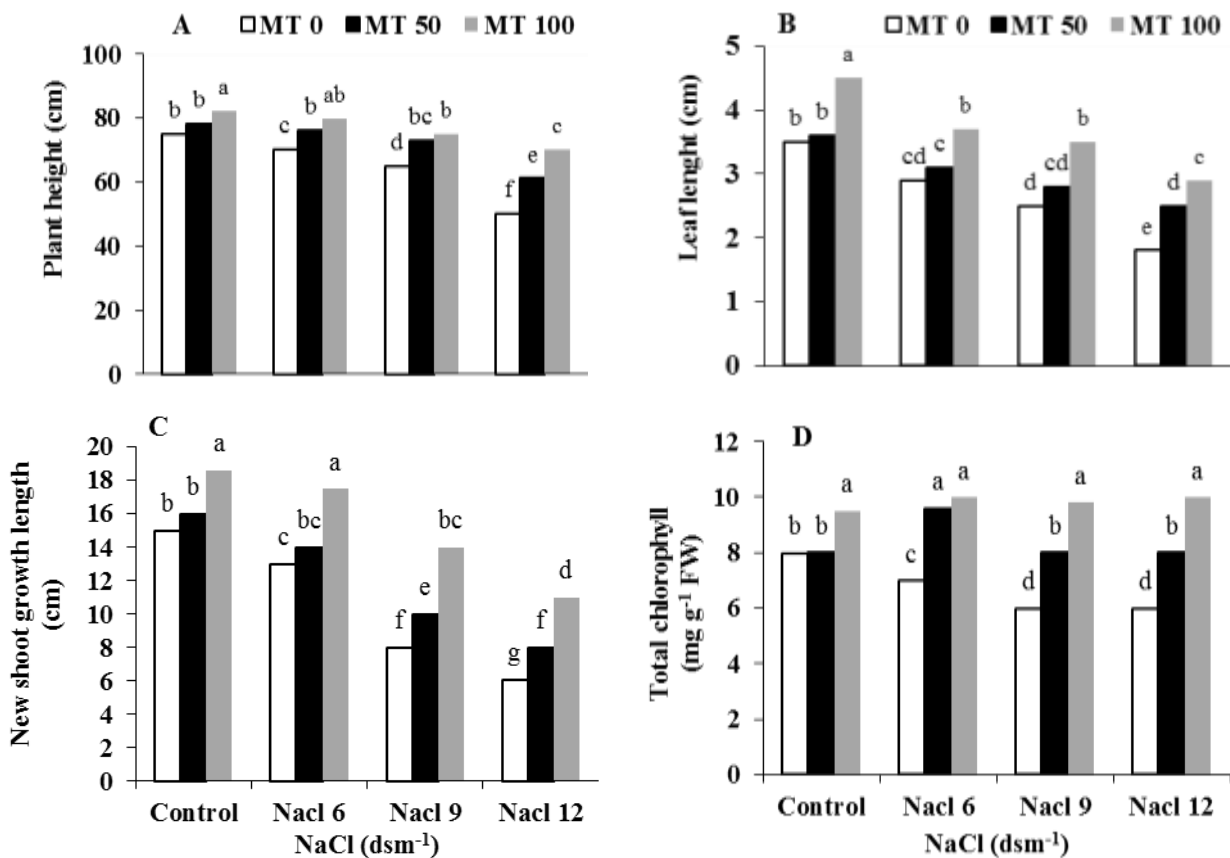 A
MT 0 MT 50 MT 100
Plant height (cm)
100
80
60
40
20
0
b b a
c b ab
d bc b
f e c
B
MT 0 MT 50 MT 100
Leaf lenght (cm)
5
4
3
2
1
0
b b a
cd c b
d cd b
e d c
C
New shoot growth length
(cm)
20
18
16
14
12
10
8
6
4
2
0
b b a
c bc a
f e bc
g f d
Control Nacl 6 Nacl 9 Nacl 12
NaCl (dsm-1)
D
Total chlorophyll
(mg g-1 FW)
12
10
8
6
4
2
0
b b a
c a a
d b a
d b a
Control Nacl 6 Nacl 9 Nacl 12
NaCl (dsm-1)